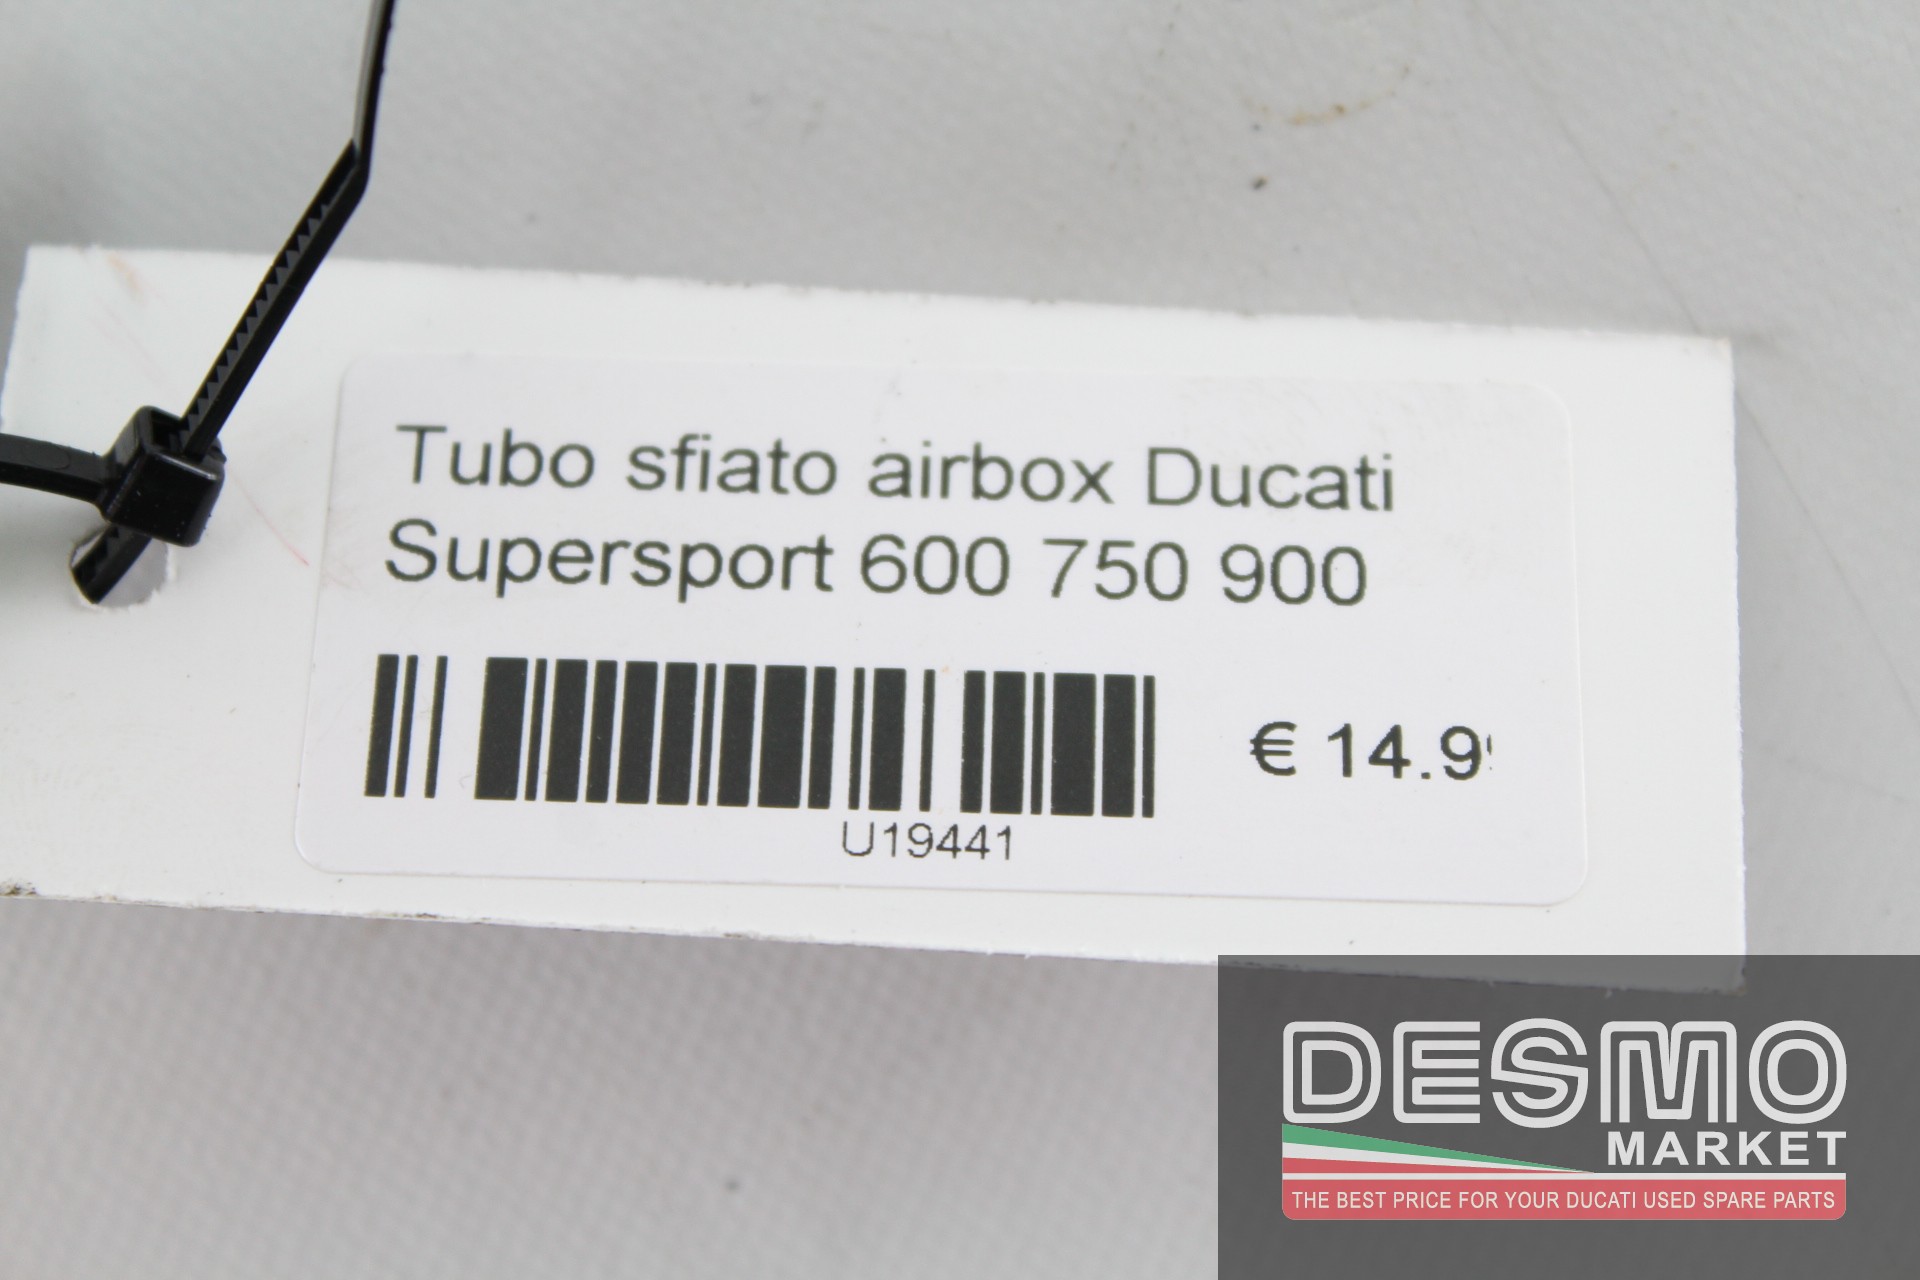 Tubo sfiato airbox Ducati
Supersport 600 750 900
€ 14.9
U19441
DESMO
MARKET
THE BEST PRICE FOR YOUR DUCATI USED SPARE PARTS